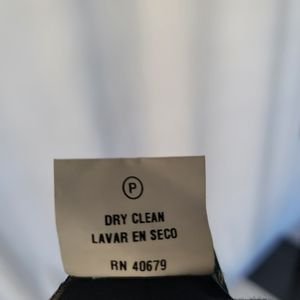 P
DRY CLEAN
LAVAR EN SECO
RN 40679